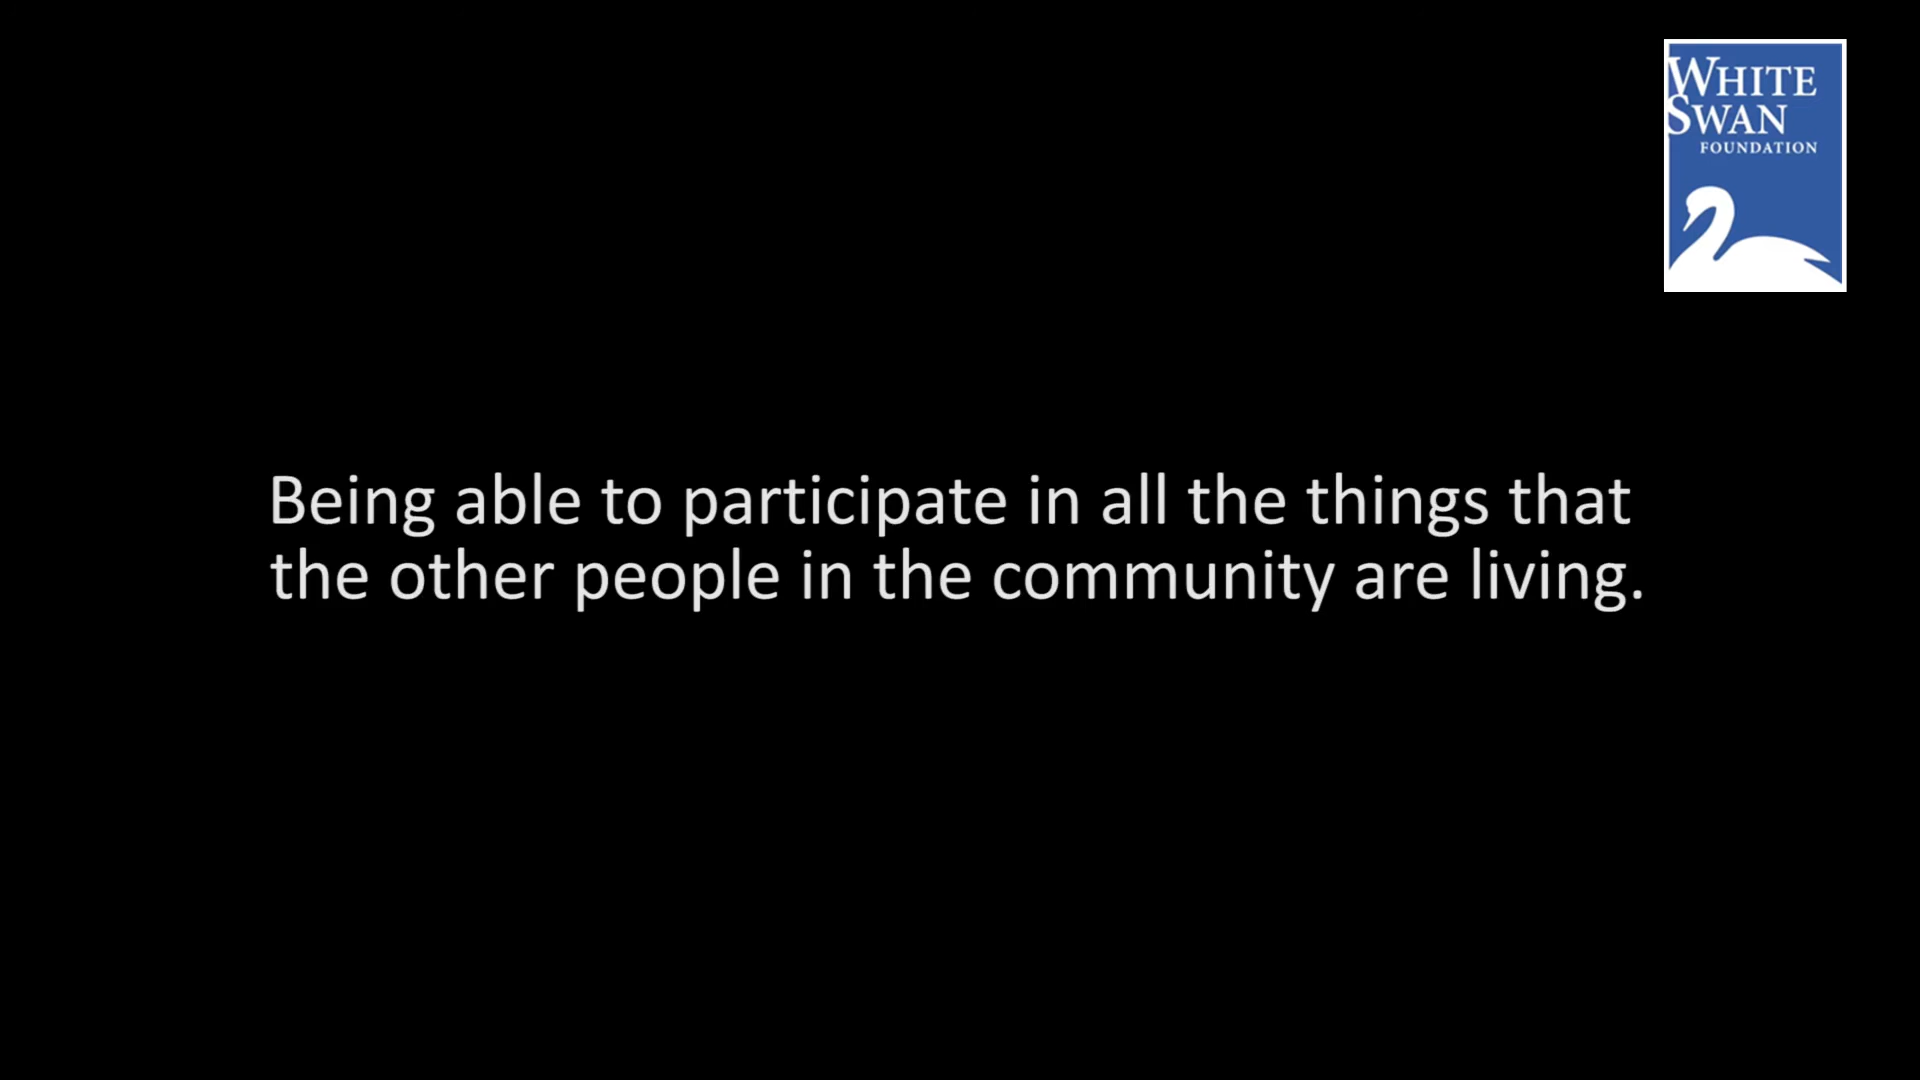 WHITE
SWAN
FOUNDATION
Being able to participate in all the things that
the other people in the community are living.